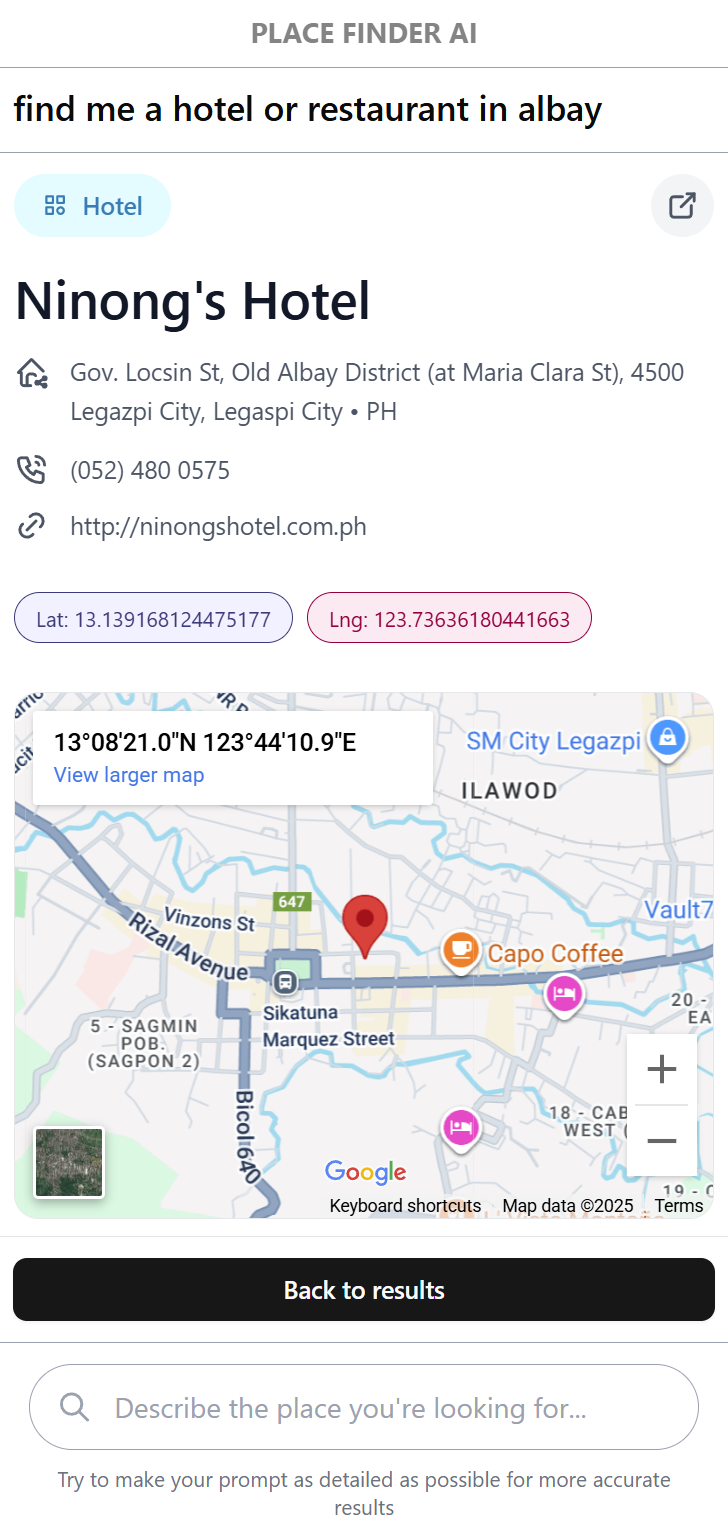 PLACE FINDER AI
find me a hotel or restaurant in albay
Hotel
Ninong's Hotel
Gov. Locsin St, Old Albay District (at Maria Clara St), 4500
Legazpi City, Legaspi City • PH
(052) 480 0575
http://ninongshotel.com.ph
Lat: 13.139168124475177
Lng: 123.73636180441663
13°08'21.0"N 123°44'10.9"E
View larger map
SM City Legazpi
ILAWOD
647
Vault7
Vinzons St
Rizal Avenue
Capo Coffee
Sikatuna
Marquez Street
20 -
EA
5 - SAGMIN
POB.
(SAGPON 2)
Bicol 640
18 - CAB
WEST (
19 - C
Google
Keyboard shortcuts
Map data ©2025
Terms
Back to results
Describe the place you're looking for...
Try to make your prompt as detailed as possible for more accurate
results